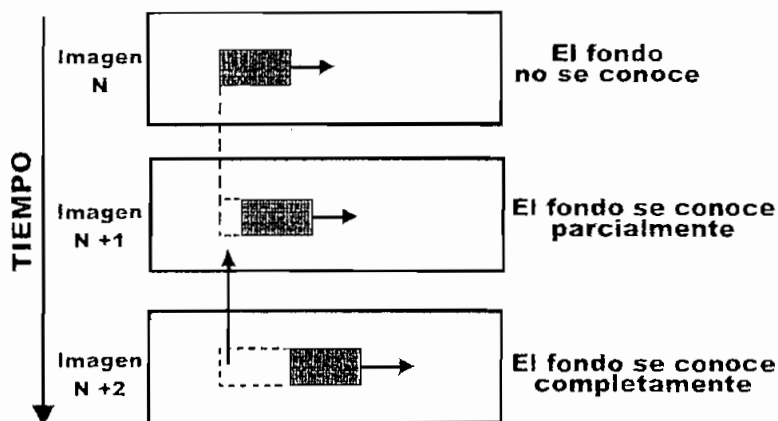 TIEMPO
Imagen
N
El fondo
no se conoce
Imagen
N +1
El fondo se conoce
parcialmente
Imagen
N +2
El fondo se conoce
completamente